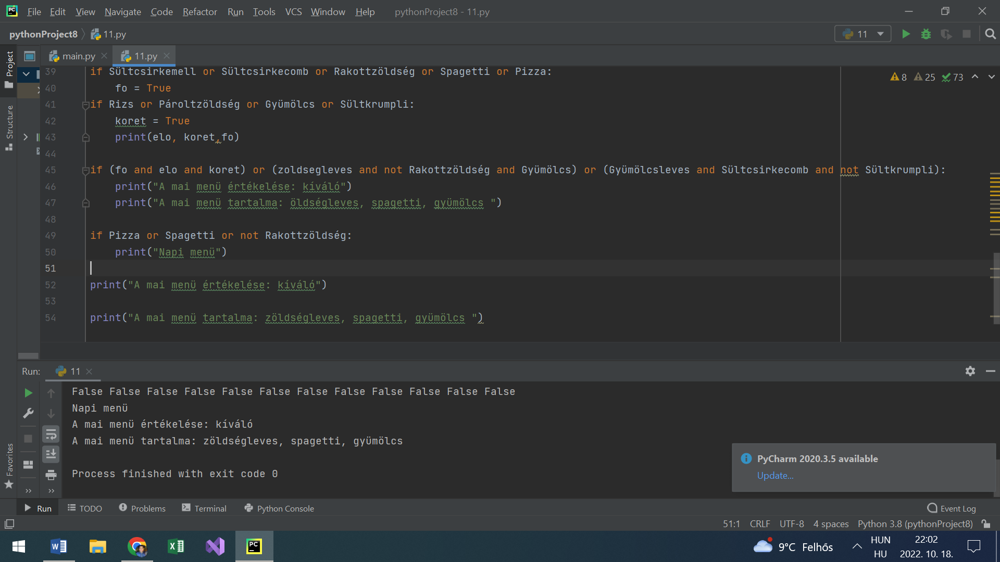 File Edit View Navigate Code Refactor Run Tools VCS Window Help pythonProject8 - 11.py
pythonProject8 11.py 11
Project
Structure
Favorites
main.py 11.py
8 25 73
39 if Sültcsirkemell or Sültcsirkecomb or Rakottzöldség or Spagetti or Pizza:
40 fo = True
41 if Rizs or Pároltzöldség or Gyümölcs or Sültkrumpli:
42 koret = True
43 print(elo, koret,fo)
44
45 if (fo and elo and koret) or (zoldsegleves and not Rakottzöldség and Gyümölcs) or (Gyümölcsleves and Sültcsirkecomb and not Sültkrumpli):
46 print("A mai menü értékelése: kíváló")
47 print("A mai menü tartalma: öldségleves, spagetti, gyümölcs ")
48
49 if Pizza or Spagetti or not Rakottzöldség:
50 print("Napi menü")
51
52 print("A mai menü értékelése: kíváló")
53
54 print("A mai menü tartalma: zöldségleves, spagetti, gyümölcs ")
Run: 11
False False False False False False False False False False False False
Napi menü
A mai menü értékelése: kíváló
A mai menü tartalma: zöldségleves, spagetti, gyümölcs
Process finished with exit code 0
PyCharm 2020.3.5 available
Update...
Run TODO Problems Terminal Python Console Event Log
51:1 CRLF UTF-8 4 spaces Python 3.8 (pythonProject8)
9°C Felhős HUN 22:02
HU 2022. 10. 18.